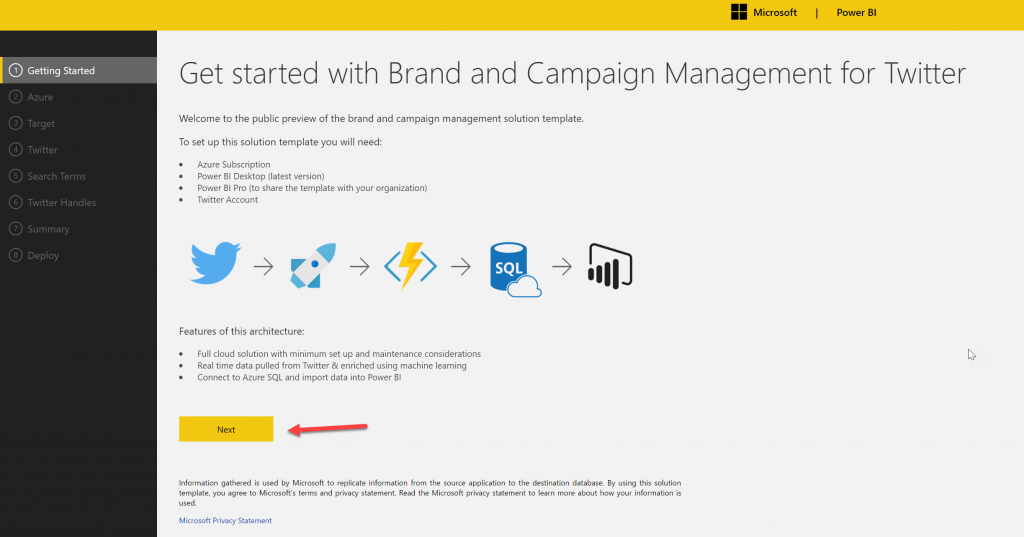 Microsoft | Power BI
1 Getting Started
2 Azure
3 Target
4 Twitter
5 Search Terms
6 Twitter Handles
7 Summary
8 Deploy
Get started with Brand and Campaign Management for Twitter
Welcome to the public preview of the brand and campaign management solution template.
To set up this solution template you will need:
• Azure Subscription
• Power BI Desktop (latest version)
• Power BI Pro (to share the template with your organization)
• Twitter Account
SQL
Features of this architecture:
• Full cloud solution with minimum set up and maintenance considerations
• Real time data pulled from Twitter & enriched using machine learning
• Connect to Azure SQL and import data into Power BI
Next
Information gathered is used by Microsoft to replicate information from the source application to the destination database. By using this solution
template, you agree to Microsoft's terms and privacy statement. Read the Microsoft privacy statement to learn more about how your information is
used.
Microsoft Privacy Statement